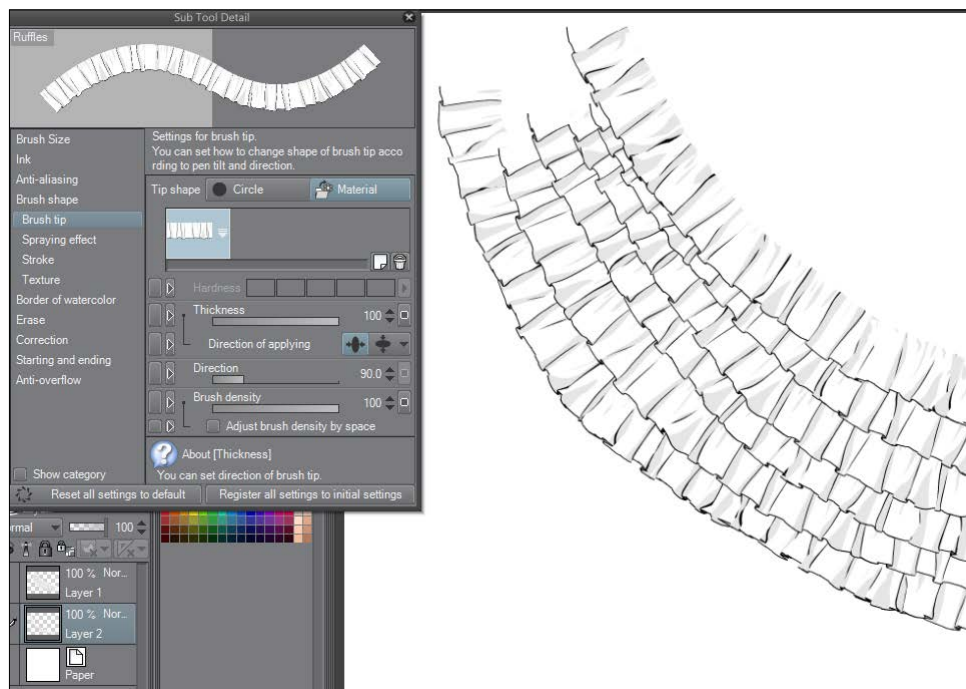 Sub Tool Detail
Ruffles
Brush Size
Ink
Anti-aliasing
Brush shape
Brush tip
Spraying effect
Stroke
Texture
Border of watercolor
Erase
Correction
Starting and ending
Anti-overflow
Show category
Settings for brush tip.
You can set how to change shape of brush tip acco
rding to pen tilt and direction.
Tip shape Circle Material
Hardness
Thickness 100
Direction of applying
Direction 90.0
Brush density 100
Adjust brush density by space
About [Thickness]
You can set direction of brush tip.
Reset all settings to default Register all settings to initial settings
rmal 100
100 % Nor...
Layer 1
100 % Nor...
Layer 2
Paper